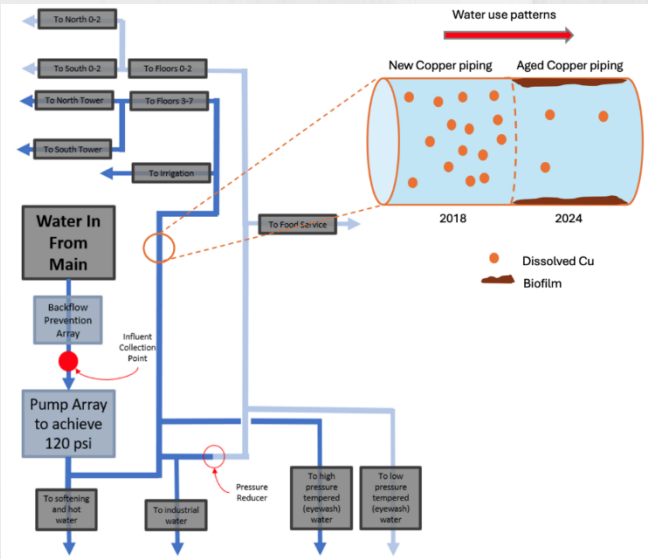 To North 0-2
To South 0-2
To Floors 0-2
To North Tower
To Floors 3-7
To South Tower
To Irrigation
Water In
From
Main
Backflow
Prevention
Array
Influent
Collection
Point
Pump Array
to achieve
120 psi
To softening
and hot
water
To industrial
water
Pressure
Reducer
To high
pressure
tempered
(eyewash)
water
To low
pressure
tempered
(eyewash)
water
To Food Service
Water use patterns
New Copper piping
Aged Copper piping
2018
2024
Dissolved Cu
Biofilm